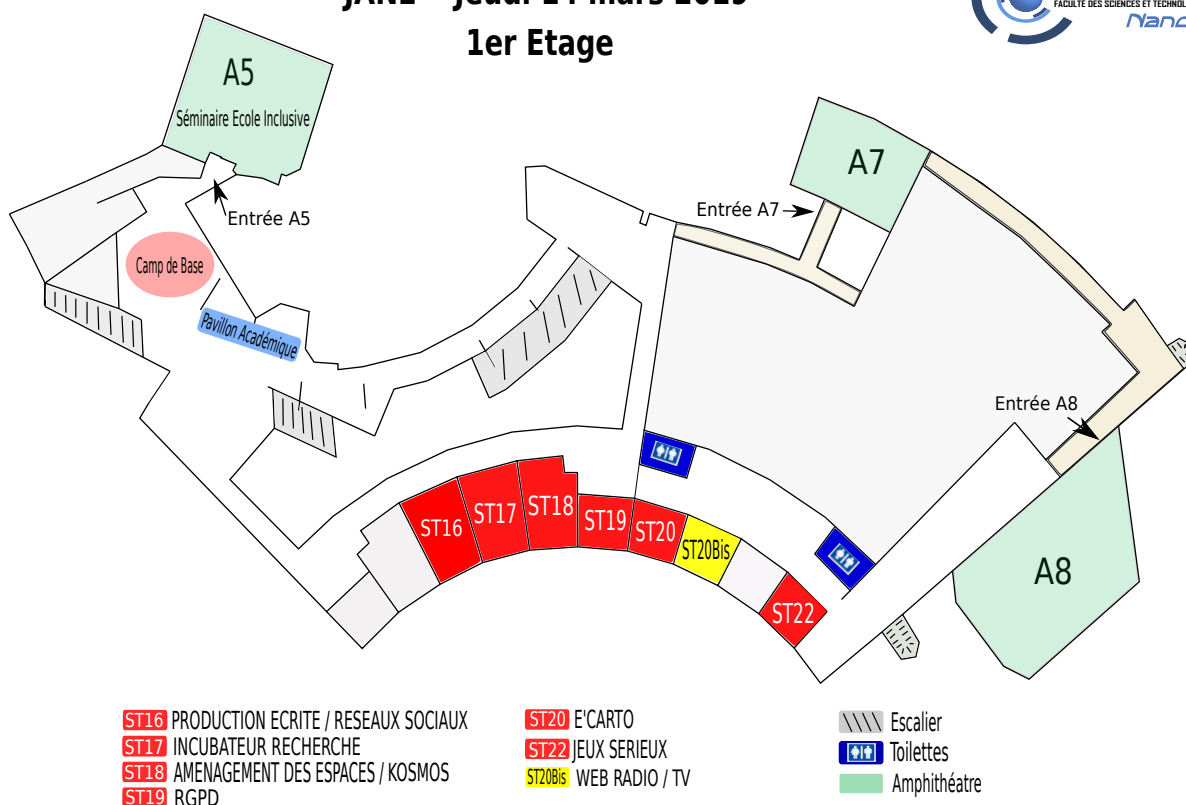 1er Etage
FACULTE DES SCIENCES ET
A5
Séminaire Ecole Inclusive
A7
Entrée A7
Entrée A5
Camp de Base
Pavillon Académique
Entrée A8
ST16
ST17
ST18
ST19
ST20
ST20Bis
ST22
A8
ST16 PRODUCTION ECRITE / RESEAUX SOCIAUX
ST17 INCUBATEUR RECHERCHE
ST18 AMENAGEMENT DES ESPACES / KOSMOS
ST19 RGPD
ST20 E'CARTO
ST22 JEUX SERIEUX
ST20Bis WEB RADIO / TV
Escalier
Toilettes
Amphithéatre